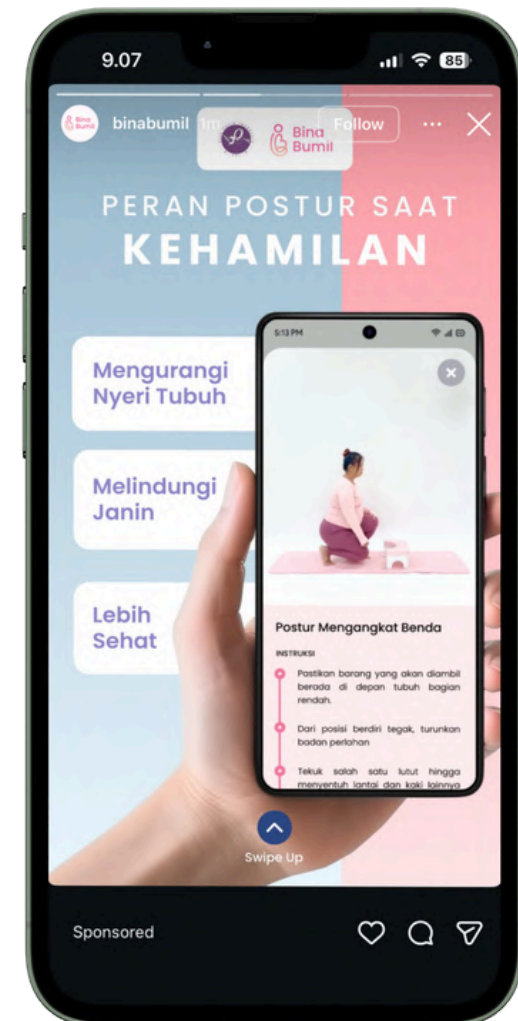 9.07
85
Bina
Bumil
binabumil 1m
Bina
Bumil
Follow
PERAN POSTUR SAAT
KEHAMILAN
Mengurangi
Nyeri Tubuh
Melindungi
Janin
Lebih
Sehat
5:13 PM
Postur Mengangkat Benda
INSTRUKSI
Pastikan barang yang akan diambil
berada di depan tubuh bagian
rendah.
Dari posisi berdiri tegak, turunkan
badan perlahan
Tekuk salah satu lutut hingga
menyentuh lantai dan kaki lainnya
Swipe Up
Sponsored